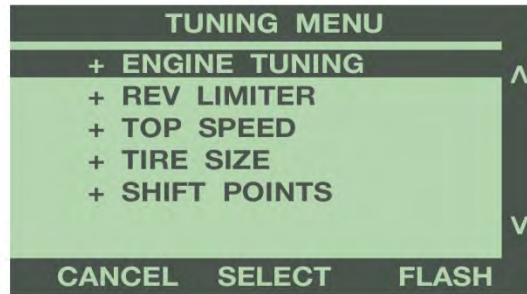 TUNING MENU
+ ENGINE TUNING
+ REV LIMITER
+ TOP SPEED
+ TIRE SIZE
+ SHIFT POINTS
CANCEL SELECT FLASH